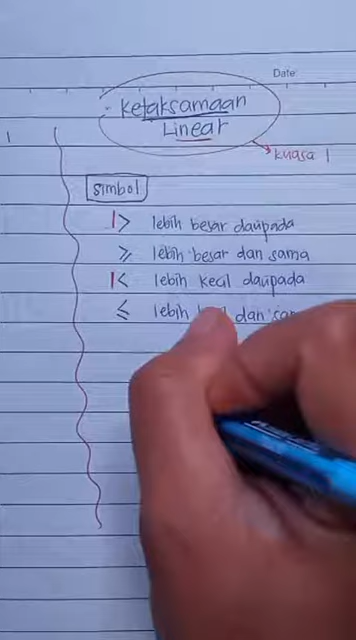 Date:
Ketaksamaan
Linear
kuasa 1
simbol
> lebih besar daripada
⩾ lebih besar dan sama
< lebih kecil daripada
⩽ lebih dan